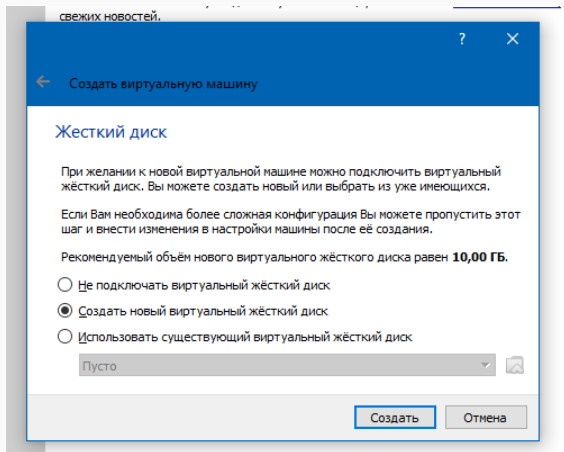 свежих новостей.
?
Создать виртуальную машину
Жесткий диск
При желании к новой виртуальной машине можно подключить виртуальный
жёсткий диск. Вы можете создать новый или выбрать из уже имеющихся.
Если Вам необходима более сложная конфигурация Вы можете пропустить этот
шаг и внести изменения в настройки машины после её создания.
Рекомендуемый объём нового виртуального жёсткого диска равен 10,00 ГБ.
Не подключать виртуальный жёсткий диск
Создать новый виртуальный жёсткий диск
Использовать существующий виртуальный жёсткий диск
Пусто
Создать Отмена